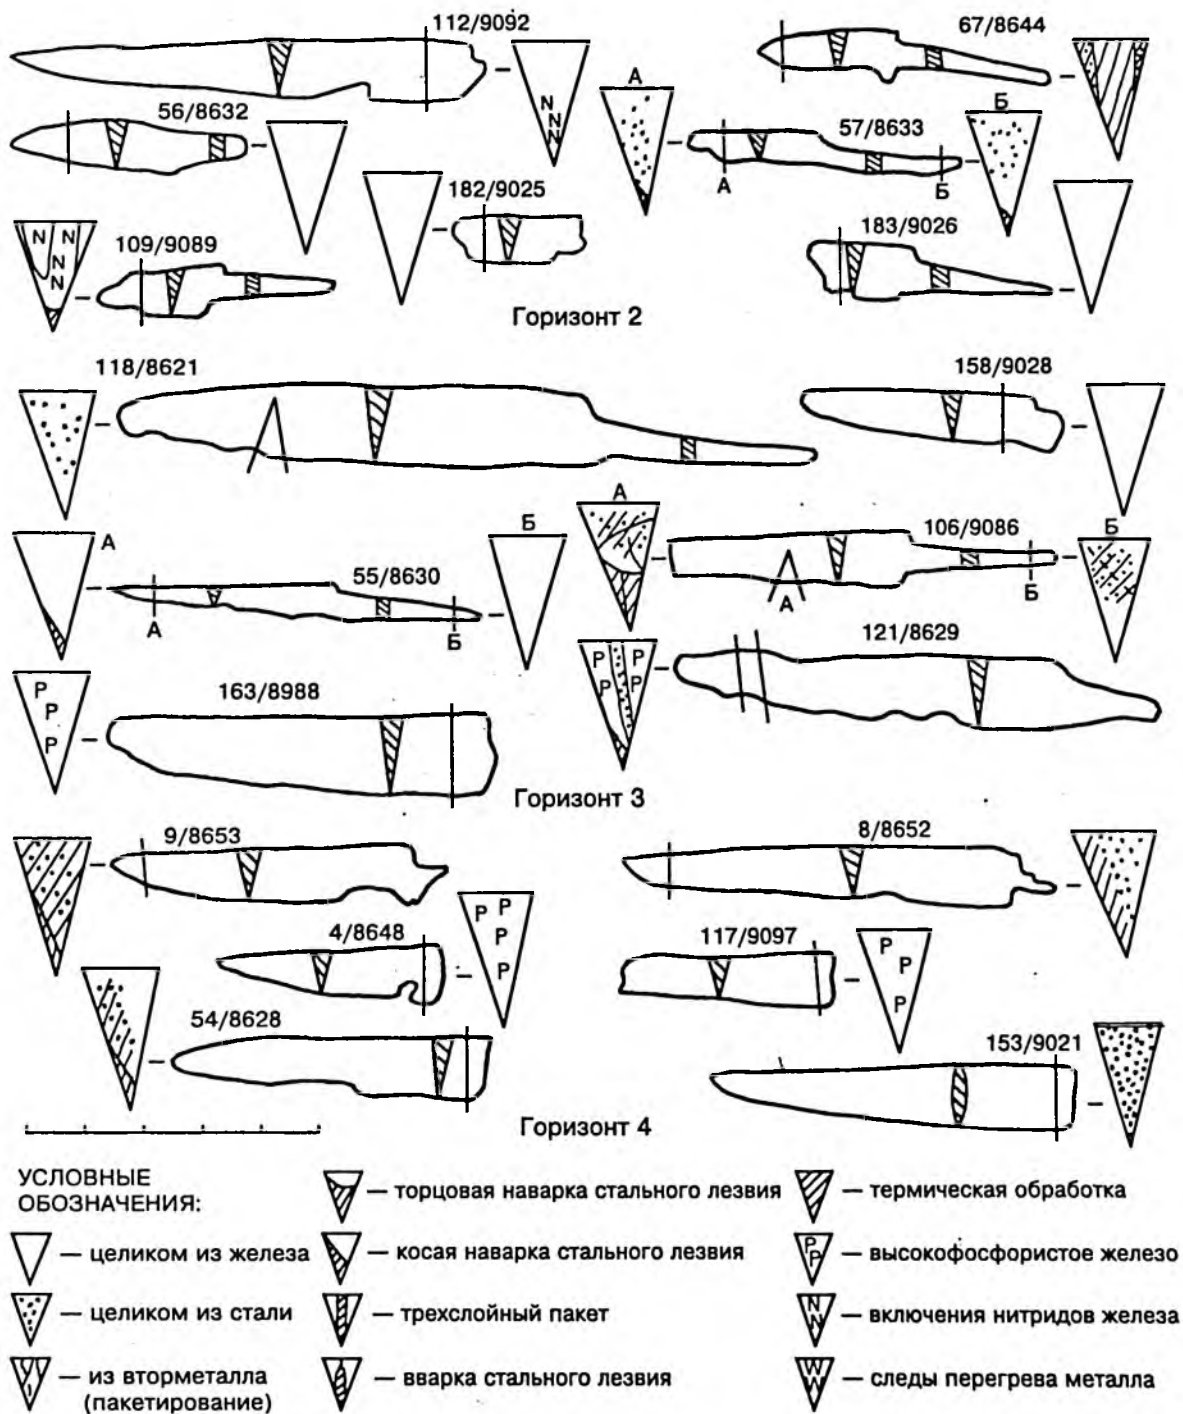 112/9092
67/8644
56/8632
А
Б
57/8633
N
N
N
А
Б
182/9025
183/9026
N N
N
N
109/9089
Горизонт 2
118/8621
158/9028
А
Б
А
Б
55/8630
106/9086
А
Б
А
Б
121/8629
P
P
P
163/8988
P P
P P
Горизонт 3
9/8653
8/8652
4/8648
P P
P
P
117/9097
P
P
P
54/8628
153/9021
Горизонт 4
УСЛОВНЫЕ
ОБОЗНАЧЕНИЯ:
— целиком из железа
— целиком из стали
— из вторметалла
(пакетирование)
— торцовая наварка стального лезвия
— косая наварка стального лезвия
— трехслойный пакет
— вварка стального лезвия
— термическая обработка
P
P
— высокофосфористое железо
N
N
— включения нитридов железа
W
W
— следы перегрева металла